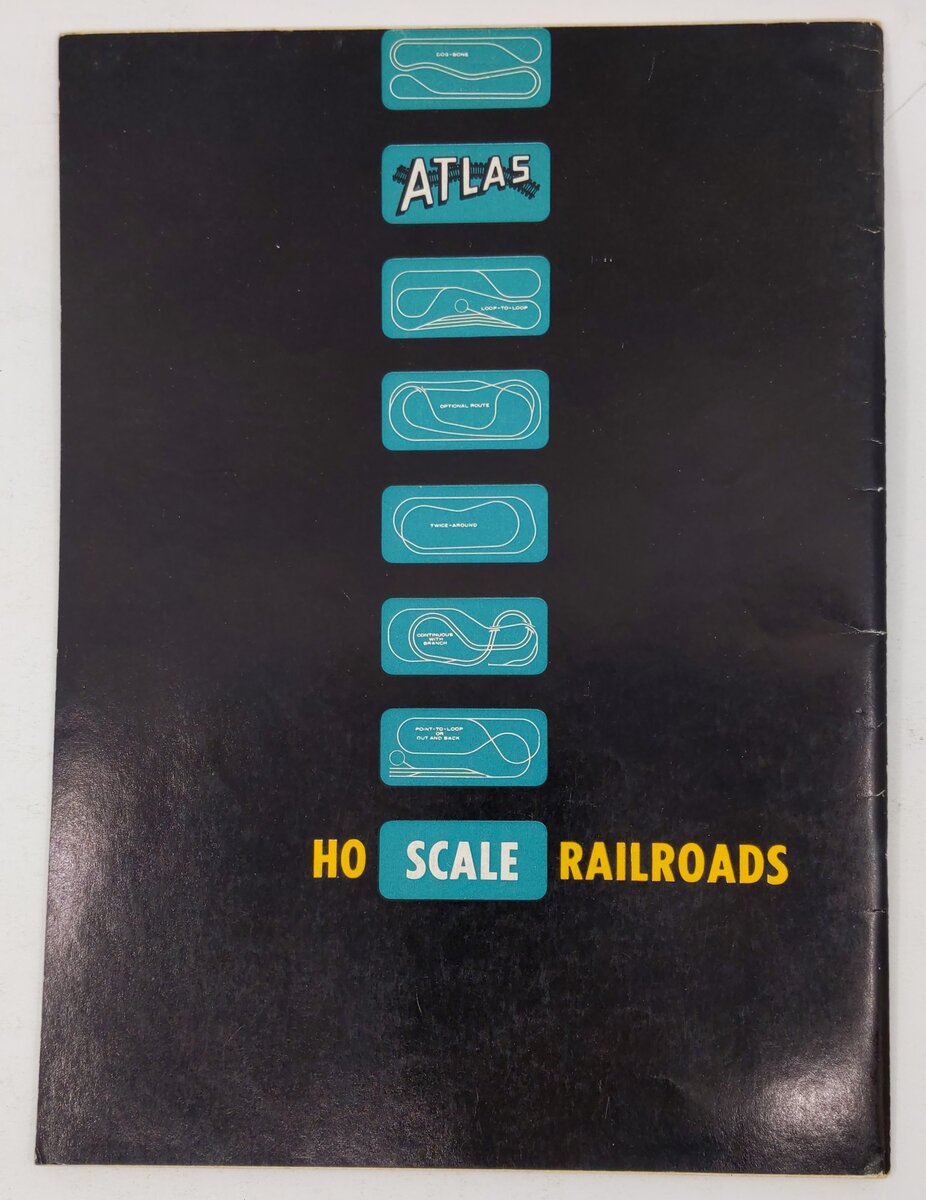 DOG-BONE
ATLAS
LOOP-TO-LOOP
OPTIONAL ROUTE
TWICE-AROUND
CONTINUOUS
WITH
BRANCH
POINT-TO-LOOP
OR
OUT AND BACK
HO SCALE RAILROADS